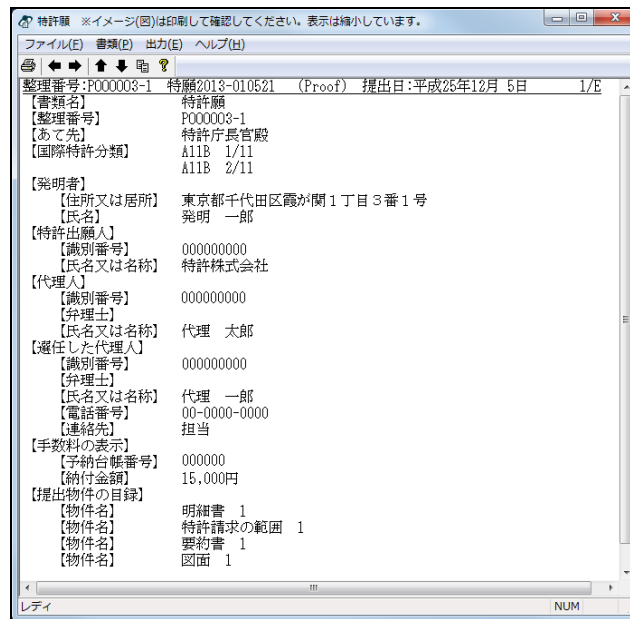 特許願 ※イメージ(図)は印刷して確認してください。表示は縮小しています。
ファイル(F) 書類(P) 出力(E) ヘルプ(H)
整理番号:P000003-1 特願2013-010521 (Proof) 提出日:平成25年12月 5日 1/E
【書類名】 特許願
【整理番号】 P000003-1
【あて先】 特許庁長官殿
【国際特許分類】 A11B 1/11
A11B 2/11
【発明者】
【住所又は居所】 東京都千代田区霞が関1丁目3番1号
【氏名】 発明 一郎
【特許出願人】
【識別番号】 000000000
【氏名又は名称】 特許株式会社
【代理人】
【識別番号】 000000000
【弁理士】
【氏名又は名称】 代理 太郎
【選任した代理人】
【識別番号】 000000000
【弁理士】
【氏名又は名称】 代理 一郎
【電話番号】 00-0000-0000
【連絡先】 担当
【手数料の表示】
【予納台帳番号】 000000
【納付金額】 15,000円
【提出物件の目録】
【物件名】 明細書 1
【物件名】 特許請求の範囲 1
【物件名】 要約書 1
【物件名】 図面 1
レディ NUM